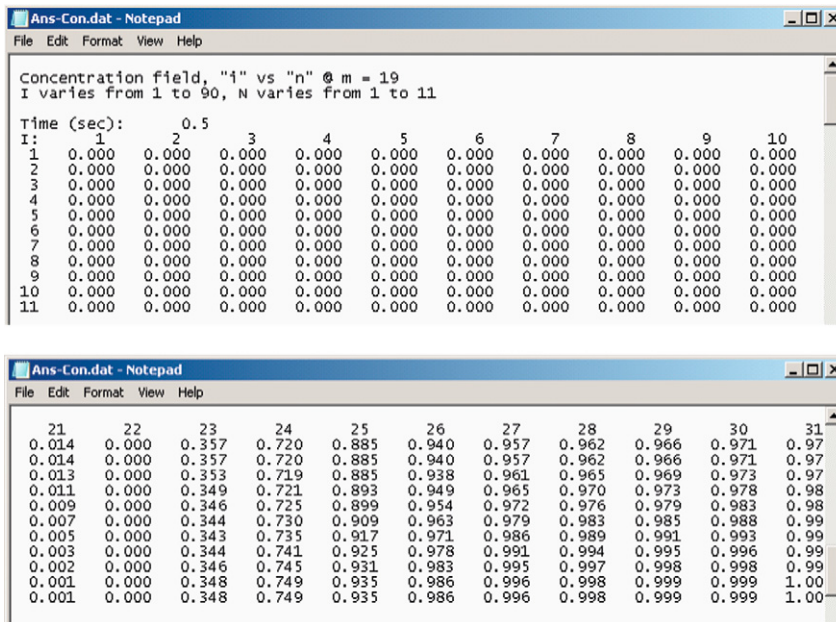 Ans-Con.dat - Notepad
File Edit Format View Help
Concentration field, "i" vs "n" @ m = 19
I varies from 1 to 90, N varies from 1 to 11
Time (sec): 0.5
I: 1 2 3 4 5 6 7 8 9 10
1 0.000 0.000 0.000 0.000 0.000 0.000 0.000 0.000 0.000 0.000
2 0.000 0.000 0.000 0.000 0.000 0.000 0.000 0.000 0.000 0.000
3 0.000 0.000 0.000 0.000 0.000 0.000 0.000 0.000 0.000 0.000
4 0.000 0.000 0.000 0.000 0.000 0.000 0.000 0.000 0.000 0.000
5 0.000 0.000 0.000 0.000 0.000 0.000 0.000 0.000 0.000 0.000
6 0.000 0.000 0.000 0.000 0.000 0.000 0.000 0.000 0.000 0.000
7 0.000 0.000 0.000 0.000 0.000 0.000 0.000 0.000 0.000 0.000
8 0.000 0.000 0.000 0.000 0.000 0.000 0.000 0.000 0.000 0.000
9 0.000 0.000 0.000 0.000 0.000 0.000 0.000 0.000 0.000 0.000
10 0.000 0.000 0.000 0.000 0.000 0.000 0.000 0.000 0.000 0.000
11 0.000 0.000 0.000 0.000 0.000 0.000 0.000 0.000 0.000 0.000
Ans-Con.dat - Notepad
File Edit Format View Help
21 22 23 24 25 26 27 28 29 30 31
0.014 0.000 0.357 0.720 0.885 0.940 0.957 0.962 0.966 0.971 0.97
0.014 0.000 0.357 0.720 0.885 0.940 0.957 0.962 0.966 0.971 0.97
0.013 0.000 0.353 0.719 0.885 0.938 0.961 0.965 0.969 0.973 0.97
0.011 0.000 0.349 0.721 0.893 0.949 0.965 0.970 0.973 0.978 0.98
0.009 0.000 0.346 0.725 0.899 0.954 0.972 0.976 0.979 0.983 0.98
0.007 0.000 0.344 0.730 0.909 0.963 0.979 0.983 0.985 0.988 0.99
0.005 0.000 0.343 0.735 0.917 0.971 0.986 0.989 0.991 0.993 0.99
0.003 0.000 0.344 0.741 0.925 0.978 0.991 0.994 0.995 0.996 0.99
0.002 0.000 0.346 0.745 0.931 0.983 0.995 0.997 0.998 0.998 0.99
0.001 0.000 0.348 0.749 0.935 0.986 0.996 0.998 0.999 0.999 1.00
0.001 0.000 0.348 0.749 0.935 0.986 0.996 0.998 0.999 0.999 1.00